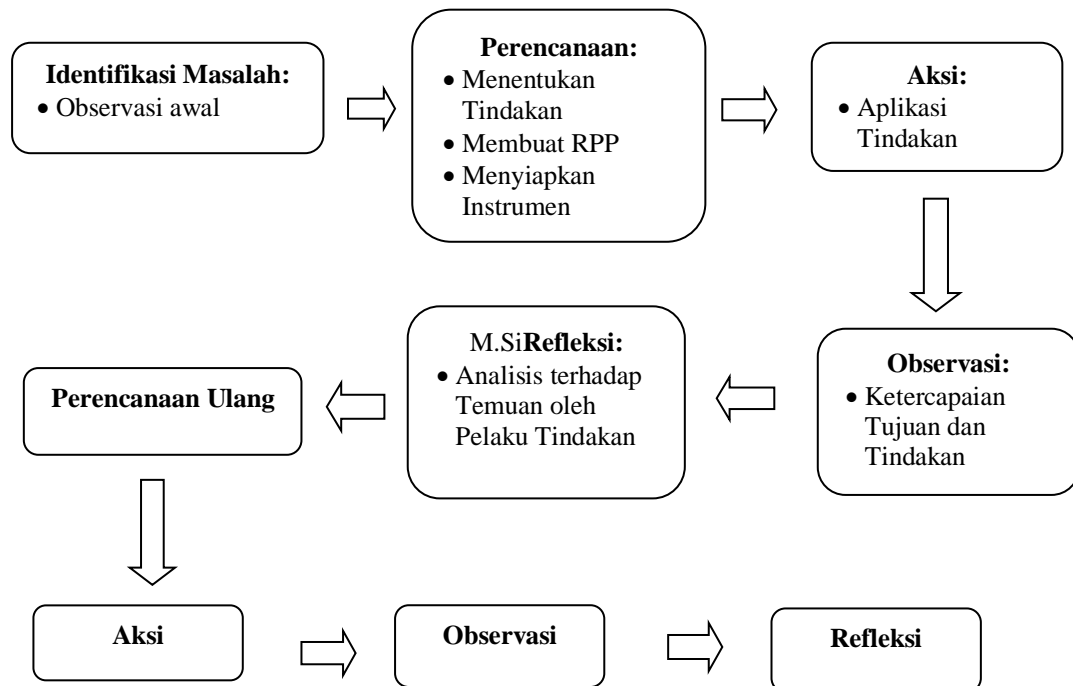 Identifikasi Masalah:
• Observasi awal
Perencanaan:
• Menentukan
Tindakan
• Membuat RPP
• Menyiapkan
Instrumen
Aksi:
• Aplikasi
Tindakan
Observasi:
• Ketercapaian
Tujuan dan
Tindakan
M.SiRefleksi:
• Analisis terhadap
Temuan oleh
Pelaku Tindakan
Perencanaan Ulang
Aksi
Observasi
Refleksi